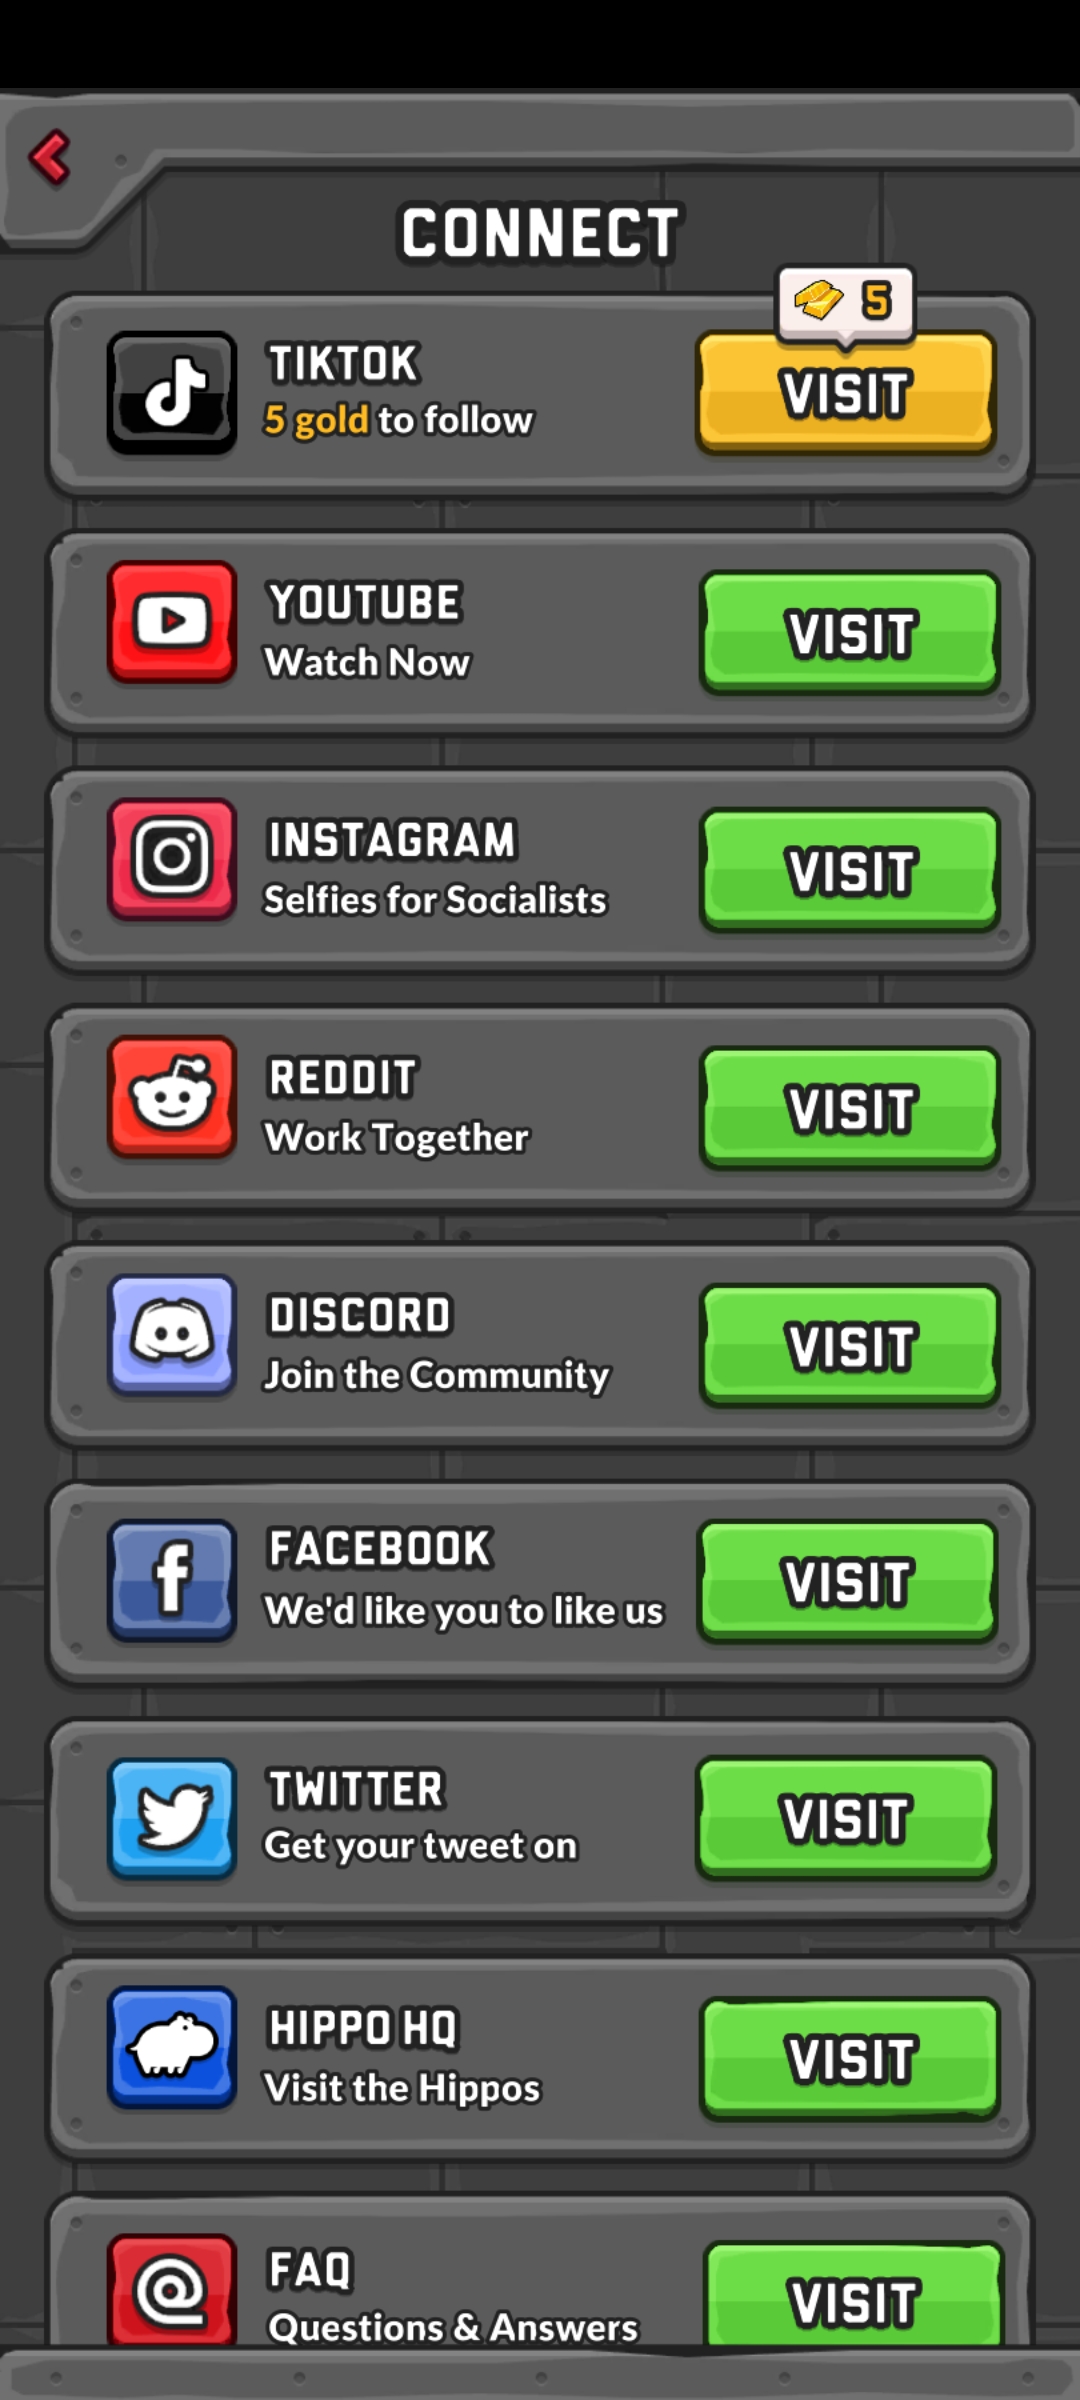 CONNECT
5
TIKTOK
5 gold to follow
VISIT
YOUTUBE
Watch Now
VISIT
INSTAGRAM
Selfies for Socialists
VISIT
REDDIT
Work Together
VISIT
DISCORD
Join the Community
VISIT
FACEBOOK
We'd like you to like us
VISIT
TWITTER
Get your tweet on
VISIT
HIPPO HQ
Visit the Hippos
VISIT
FAQ
Questions & Answers
VISIT